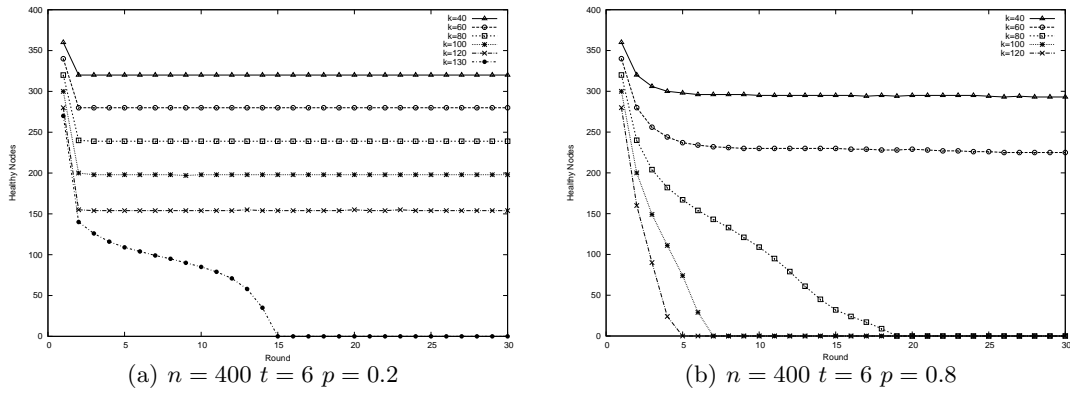 400
350
300
250
200
150
100
50
0
Healthy Nodes
0 5 10 15 20 25 30
Round
k=40
k=60
k=80
k=100
k=120
k=130
(a) n = 400 t = 6 p = 0.2
400
350
300
250
200
150
100
50
0
Healthy Nodes
0 5 10 15 20 25 30
Round
k=40
k=60
k=80
k=100
k=120
(b) n = 400 t = 6 p = 0.8